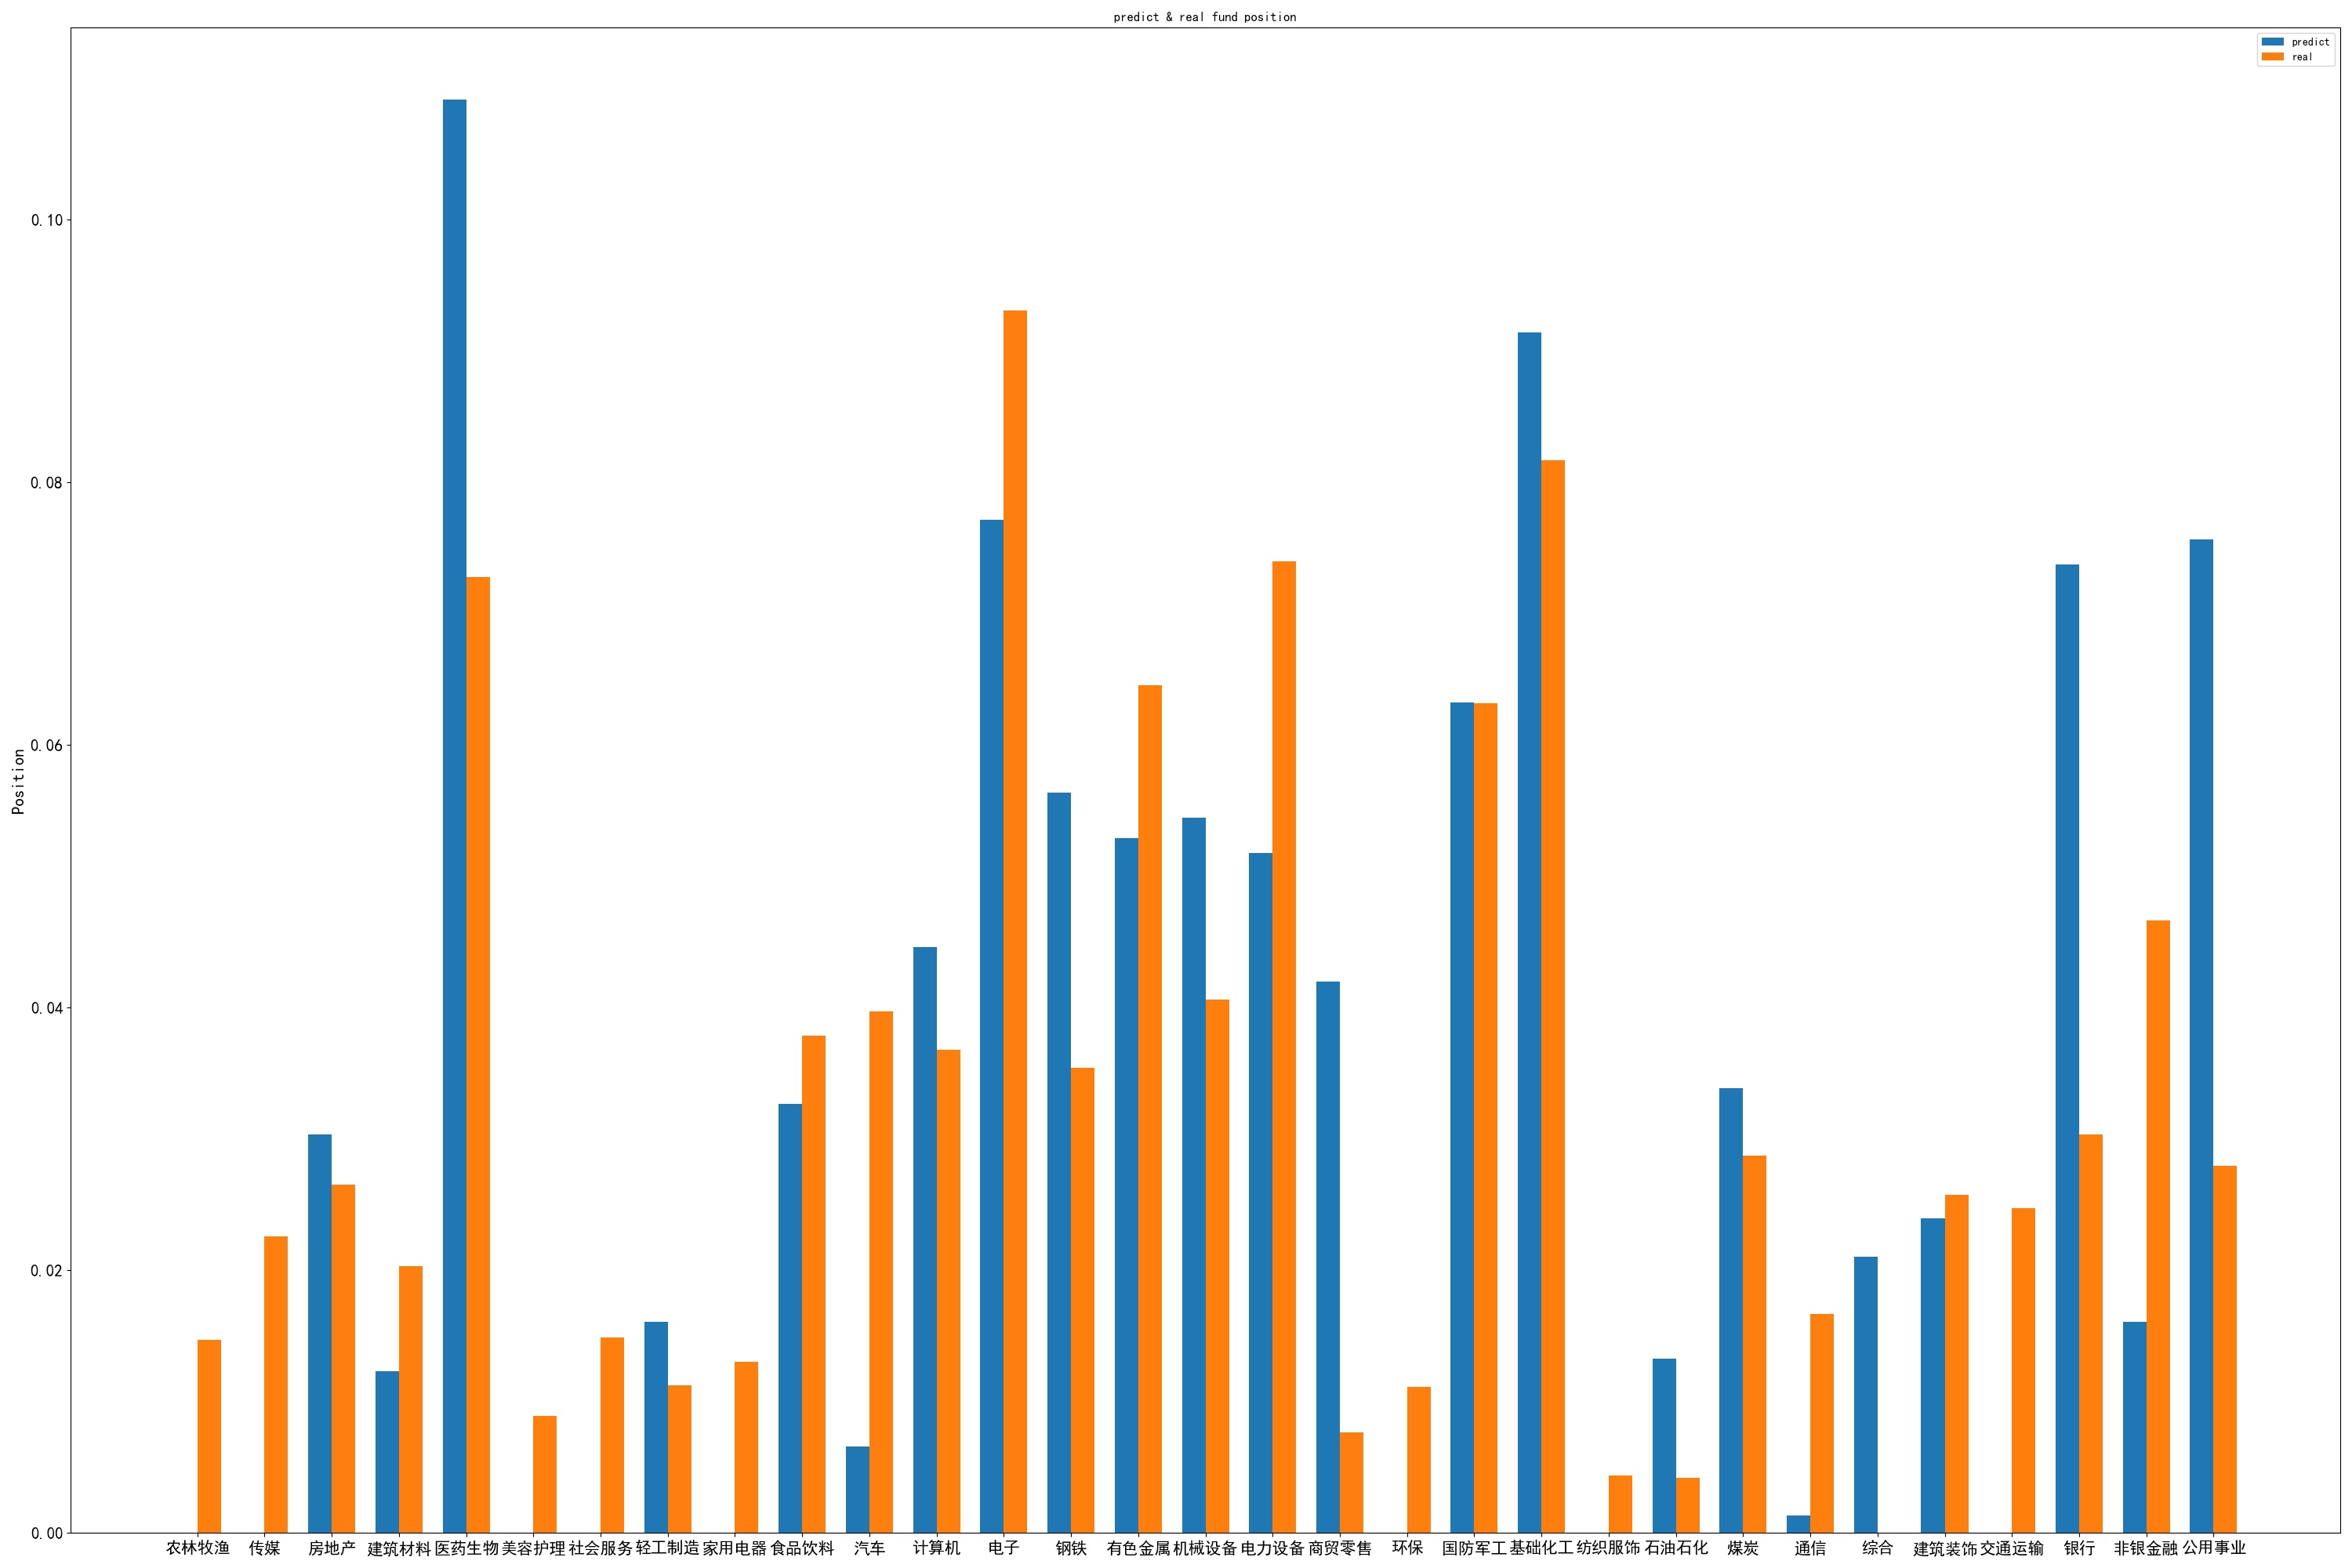 predict & real fund position
predict
real
0.10
0.08
0.06
0.04
0.02
0.00
Position
农林牧渔 传媒 房地产 建筑材料 医药生物 美容护理 社会服务 轻工制造 家用电器 食品饮料 汽车 计算机 电子 钢铁 有色金属 机械设备 电力设备 商贸零售 环保 国防军工 基础化工 纺织服饰 石油石化 煤炭 通信 综合 建筑装饰 交通运输 银行 非银金融 公用事业